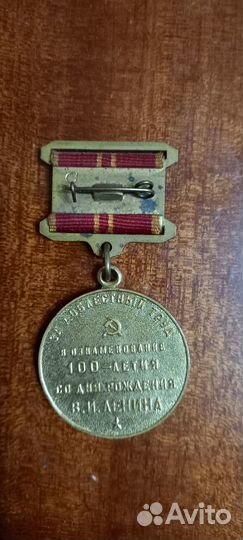 ЗА ДОБЛЕСТНЫЙ ТРУД
В ОЗНАМЕНОВАНИЕ
100-ЛЕТИЯ
СО ДНЯ РОЖДЕНИЯ
В.И.ЛЕНИНА
Avito